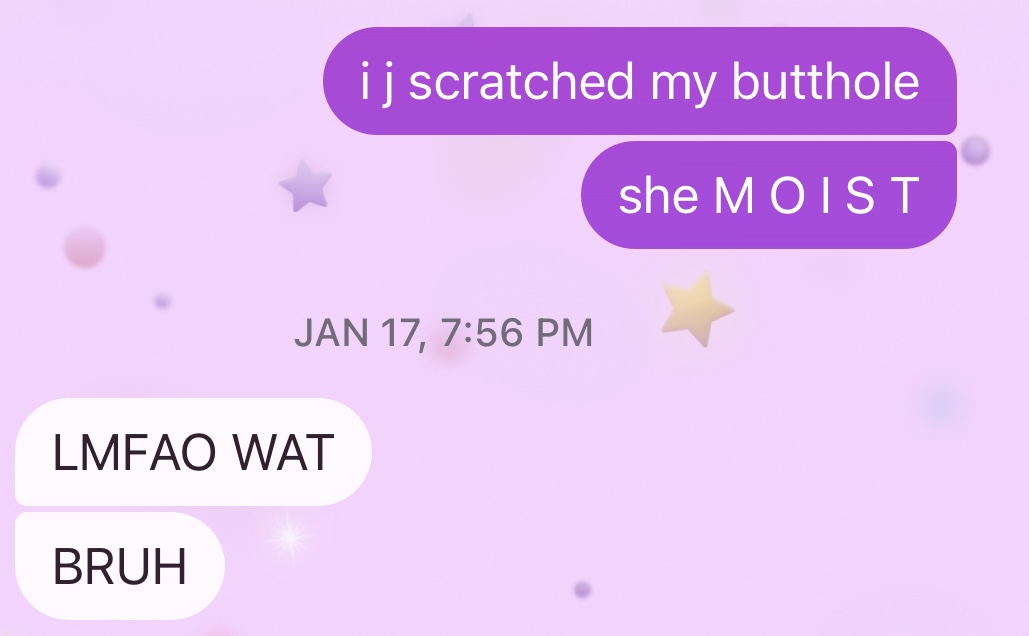 i j scratched my butthole
she M O I S T
JAN 17, 7:56 PM
LMFAO WAT
BRUH